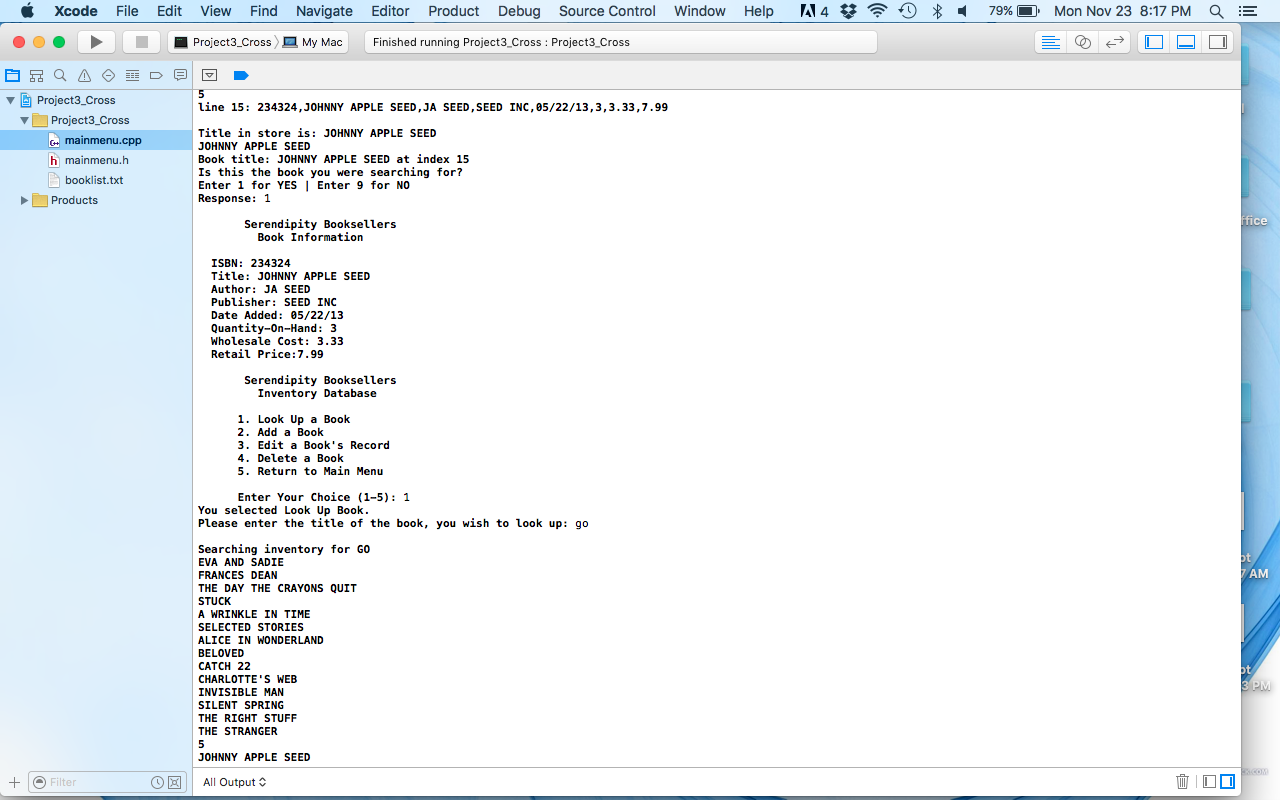 Xcode File Edit View Find Navigate Editor Product Debug Source Control Window Help 4 79% Mon Nov 23 8:17 PM
Project3_Cross My Mac Finished running Project3_Cross : Project3_Cross
Project3_Cross
Project3_Cross
mainmenu.cpp
mainmenu.h
booklist.txt
Products
5
line 15: 234324,JOHNNY APPLE SEED,JA SEED,SEED INC,05/22/13,3,3.33,7.99
Title in store is: JOHNNY APPLE SEED
JOHNNY APPLE SEED
Book title: JOHNNY APPLE SEED at index 15
Is this the book you were searching for?
Enter 1 for YES | Enter 9 for NO
Response: 1
Serendipity Booksellers
Book Information
ISBN: 234324
Title: JOHNNY APPLE SEED
Author: JA SEED
Publisher: SEED INC
Date Added: 05/22/13
Quantity-On-Hand: 3
Wholesale Cost: 3.33
Retail Price:7.99
Serendipity Booksellers
Inventory Database
1. Look Up a Book
2. Add a Book
3. Edit a Book's Record
4. Delete a Book
5. Return to Main Menu
Enter Your Choice (1-5): 1
You selected Look Up Book.
Please enter the title of the book, you wish to look up: go
Searching inventory for GO
EVA AND SADIE
FRANCES DEAN
THE DAY THE CRAYONS QUIT
STUCK
A WRINKLE IN TIME
SELECTED STORIES
ALICE IN WONDERLAND
BELOVED
CATCH 22
CHARLOTTE'S WEB
INVISIBLE MAN
SILENT SPRING
THE RIGHT STUFF
THE STRANGER
5
JOHNNY APPLE SEED
Filter
All Output
ffice
ot
7 AM
ot
3 PM